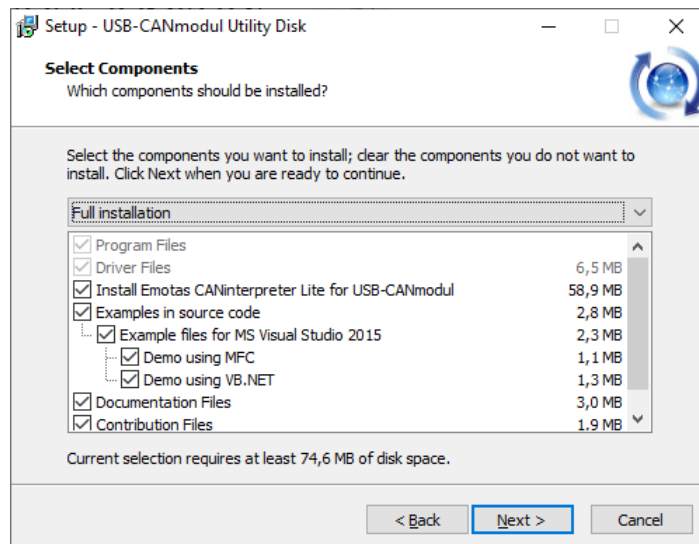 Setup - USB-CANmodul Utility Disk
Select Components
Which components should be installed?
Select the components you want to install; clear the components you do not want to
install. Click Next when you are ready to continue.
Full installation
Program Files
Driver Files 6,5 MB
Install Emotas CANinterpreter Lite for USB-CANmodul 58,9 MB
Examples in source code 2,8 MB
Example files for MS Visual Studio 2015 2,3 MB
Demo using MFC 1,1 MB
Demo using VB.NET 1,3 MB
Documentation Files 3,0 MB
Contribution Files 1.9 MB
Current selection requires at least 74,6 MB of disk space.
< Back Next > Cancel